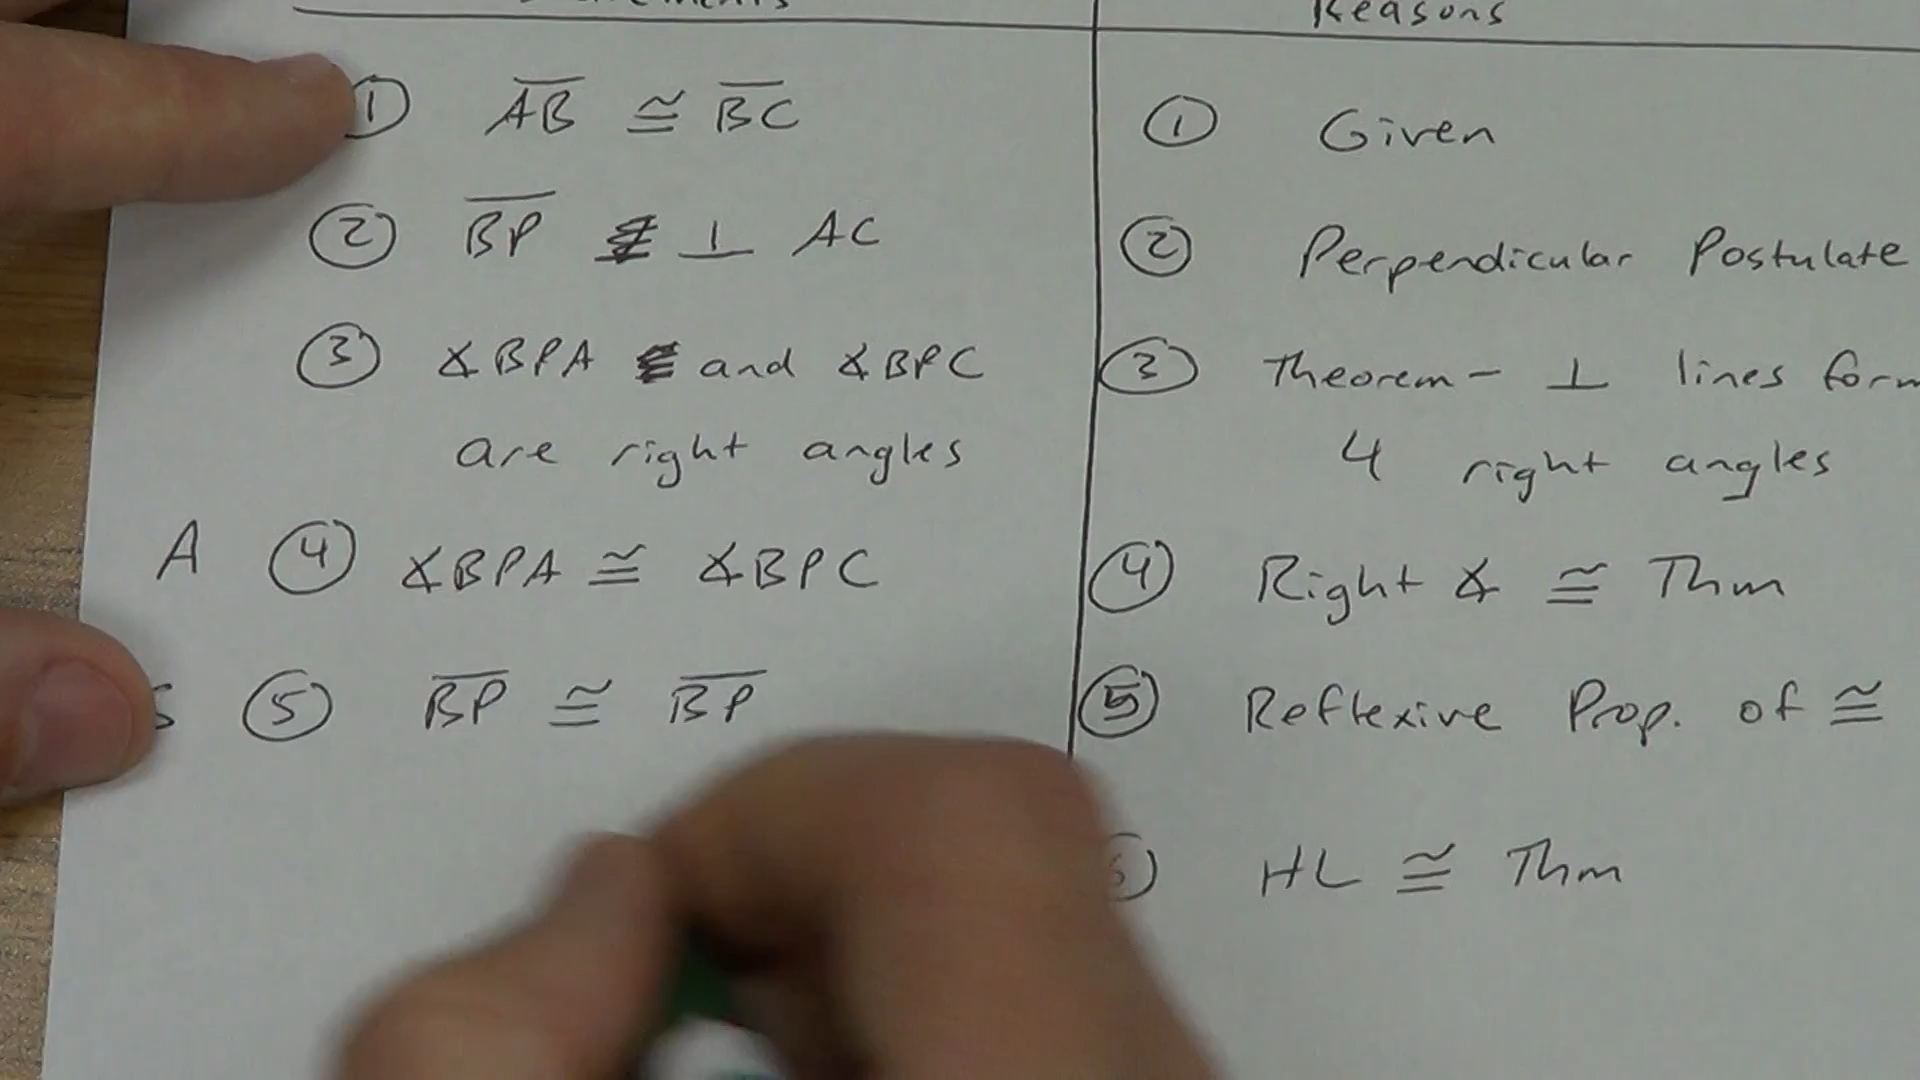 Reasons
① AB ≅ BC
① Given
② BP ⊥ AC
② Perpendicular Postulate
③ ∡BPA and ∡BPC
are right angles
③ Theorem - ⊥ lines form
4 right angles
A ④ ∡BPA ≅ ∡BPC
④ Right ∡ ≅ Thm
S ⑤ BP ≅ BP
⑤ Reflexive Prop. of ≅
HL ≅ Thm